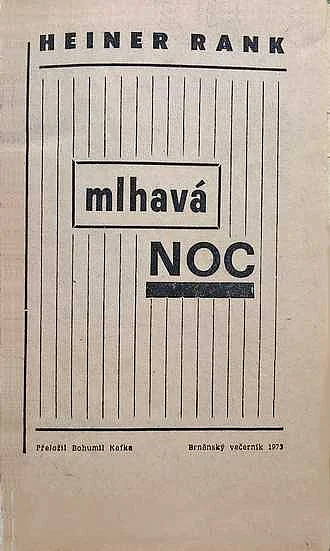 HEINER RANK
mlhavá
NOC
Přeložil Bohumil Kafka Brněnský večerník 1973